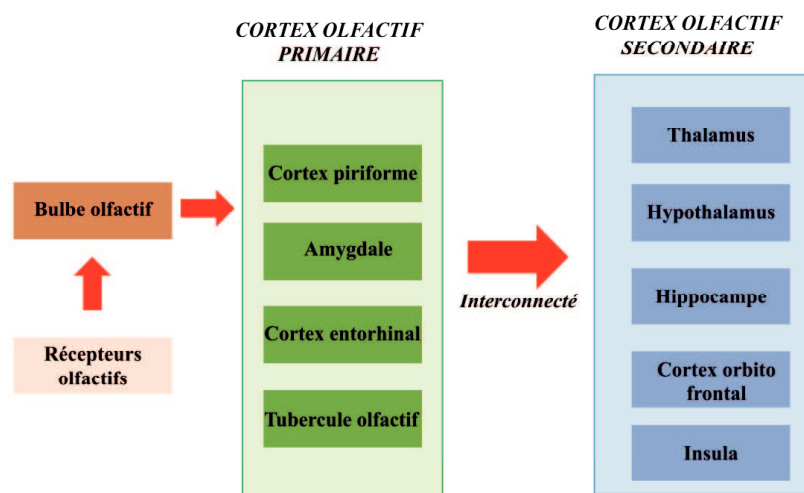 CORTEX OLFACTIF
PRIMAIRE
CORTEX OLFACTIF
SECONDAIRE
Récepteurs
olfactifs
Bulbe olfactif
Cortex piriforme
Amygdale
Cortex entorhinal
Tubercule olfactif
Interconnecté
Thalamus
Hypothalamus
Hippocampe
Cortex orbito
frontal
Insula